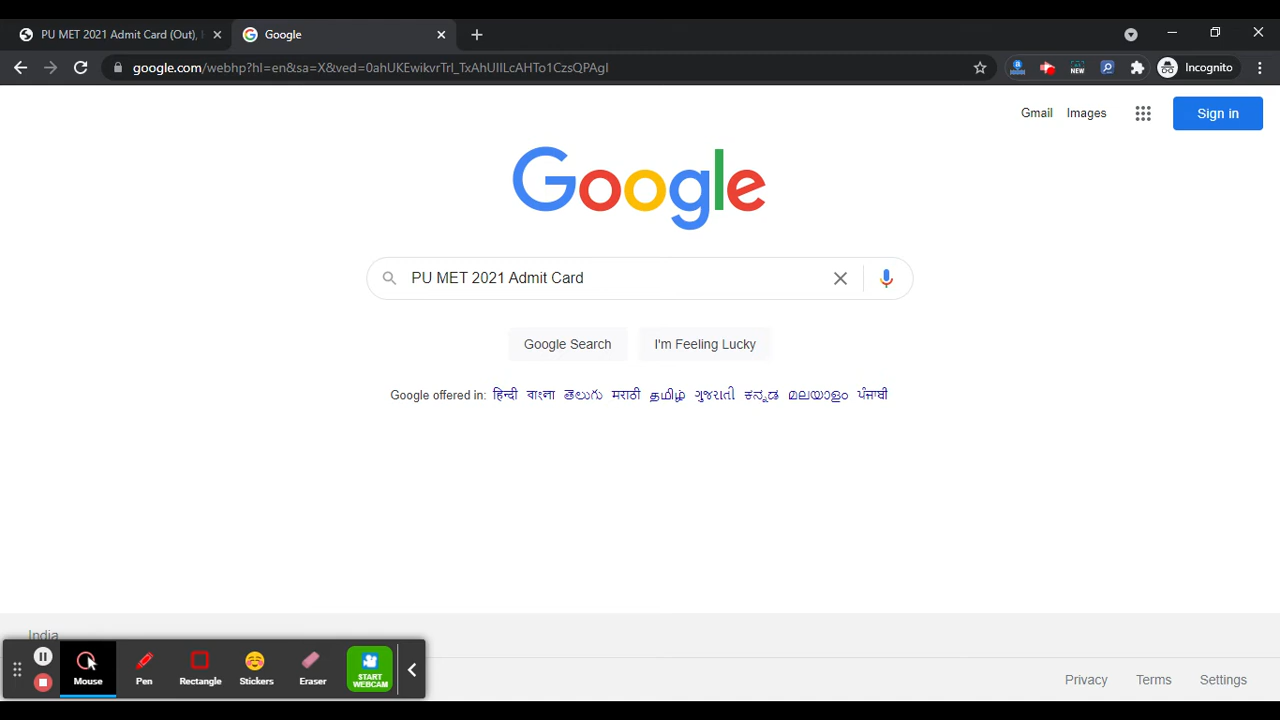 PU MET 2021 Admit Card (Out),
Google
google.com/webhp?hl=en&sa=X&ved=0ahUKEwikvrTrl_TxAhUIILcAHTo1CzsQPAgI
NEW
Incognito
Gmail Images
Sign in
Google
PU MET 2021 Admit Card
Google Search I'm Feeling Lucky
Google offered in: हिन्दी বাংলা తెలుగు मराठी தமிழ் ગુજરાતી ಕನ್ನಡ മലയാളം ਪੰਜਾਬੀ
India
Mouse Pen Rectangle Stickers Eraser START WEBCAM
Privacy Terms Settings